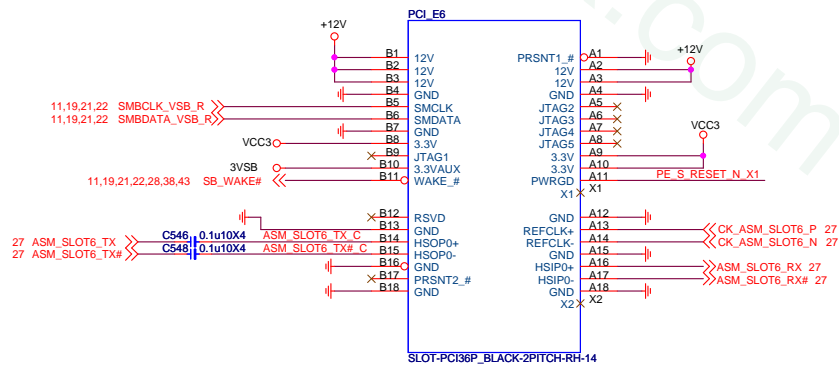 PCI_E6
+12V
B1 12V PRSNT1_# A1
B2 12V 12V A2 +12V
B3 12V 12V A3
B4 GND GND A4
11,19,21,22 SMBCLK_VSB_R B5 SMCLK JTAG2 A5
11,19,21,22 SMBDATA_VSB_R B6 SMDATA JTAG3 A6
B7 GND JTAG4 A7
VCC3 B8 3.3V JTAG5 A8 VCC3
B9 JTAG1 3.3V A9
3VSB B10 3.3VAUX 3.3V A10
11,19,21,22,28,38,43 SB_WAKE# B11 WAKE_# PWRGD A11 PE_S_RESET_N_X1
X1 X1
B12 RSVD GND A12
B13 GND REFCLK+ A13 CK_ASM_SLOT6_P 27
27 ASM_SLOT6_TX C546 0.1u10X4 ASM_SLOT6_TX_C B14 HSOP0+ REFCLK- A14 CK_ASM_SLOT6_N 27
27 ASM_SLOT6_TX# C548 0.1u10X4 ASM_SLOT6_TX#_C B15 HSOP0- GND A15
B16 GND HSIP0+ A16 ASM_SLOT6_RX 27
B17 PRSNT2_# HSIP0- A17 ASM_SLOT6_RX# 27
B18 GND GND A18
X2 X2
SLOT-PCI36P_BLACK-2PITCH-RH-14
.com